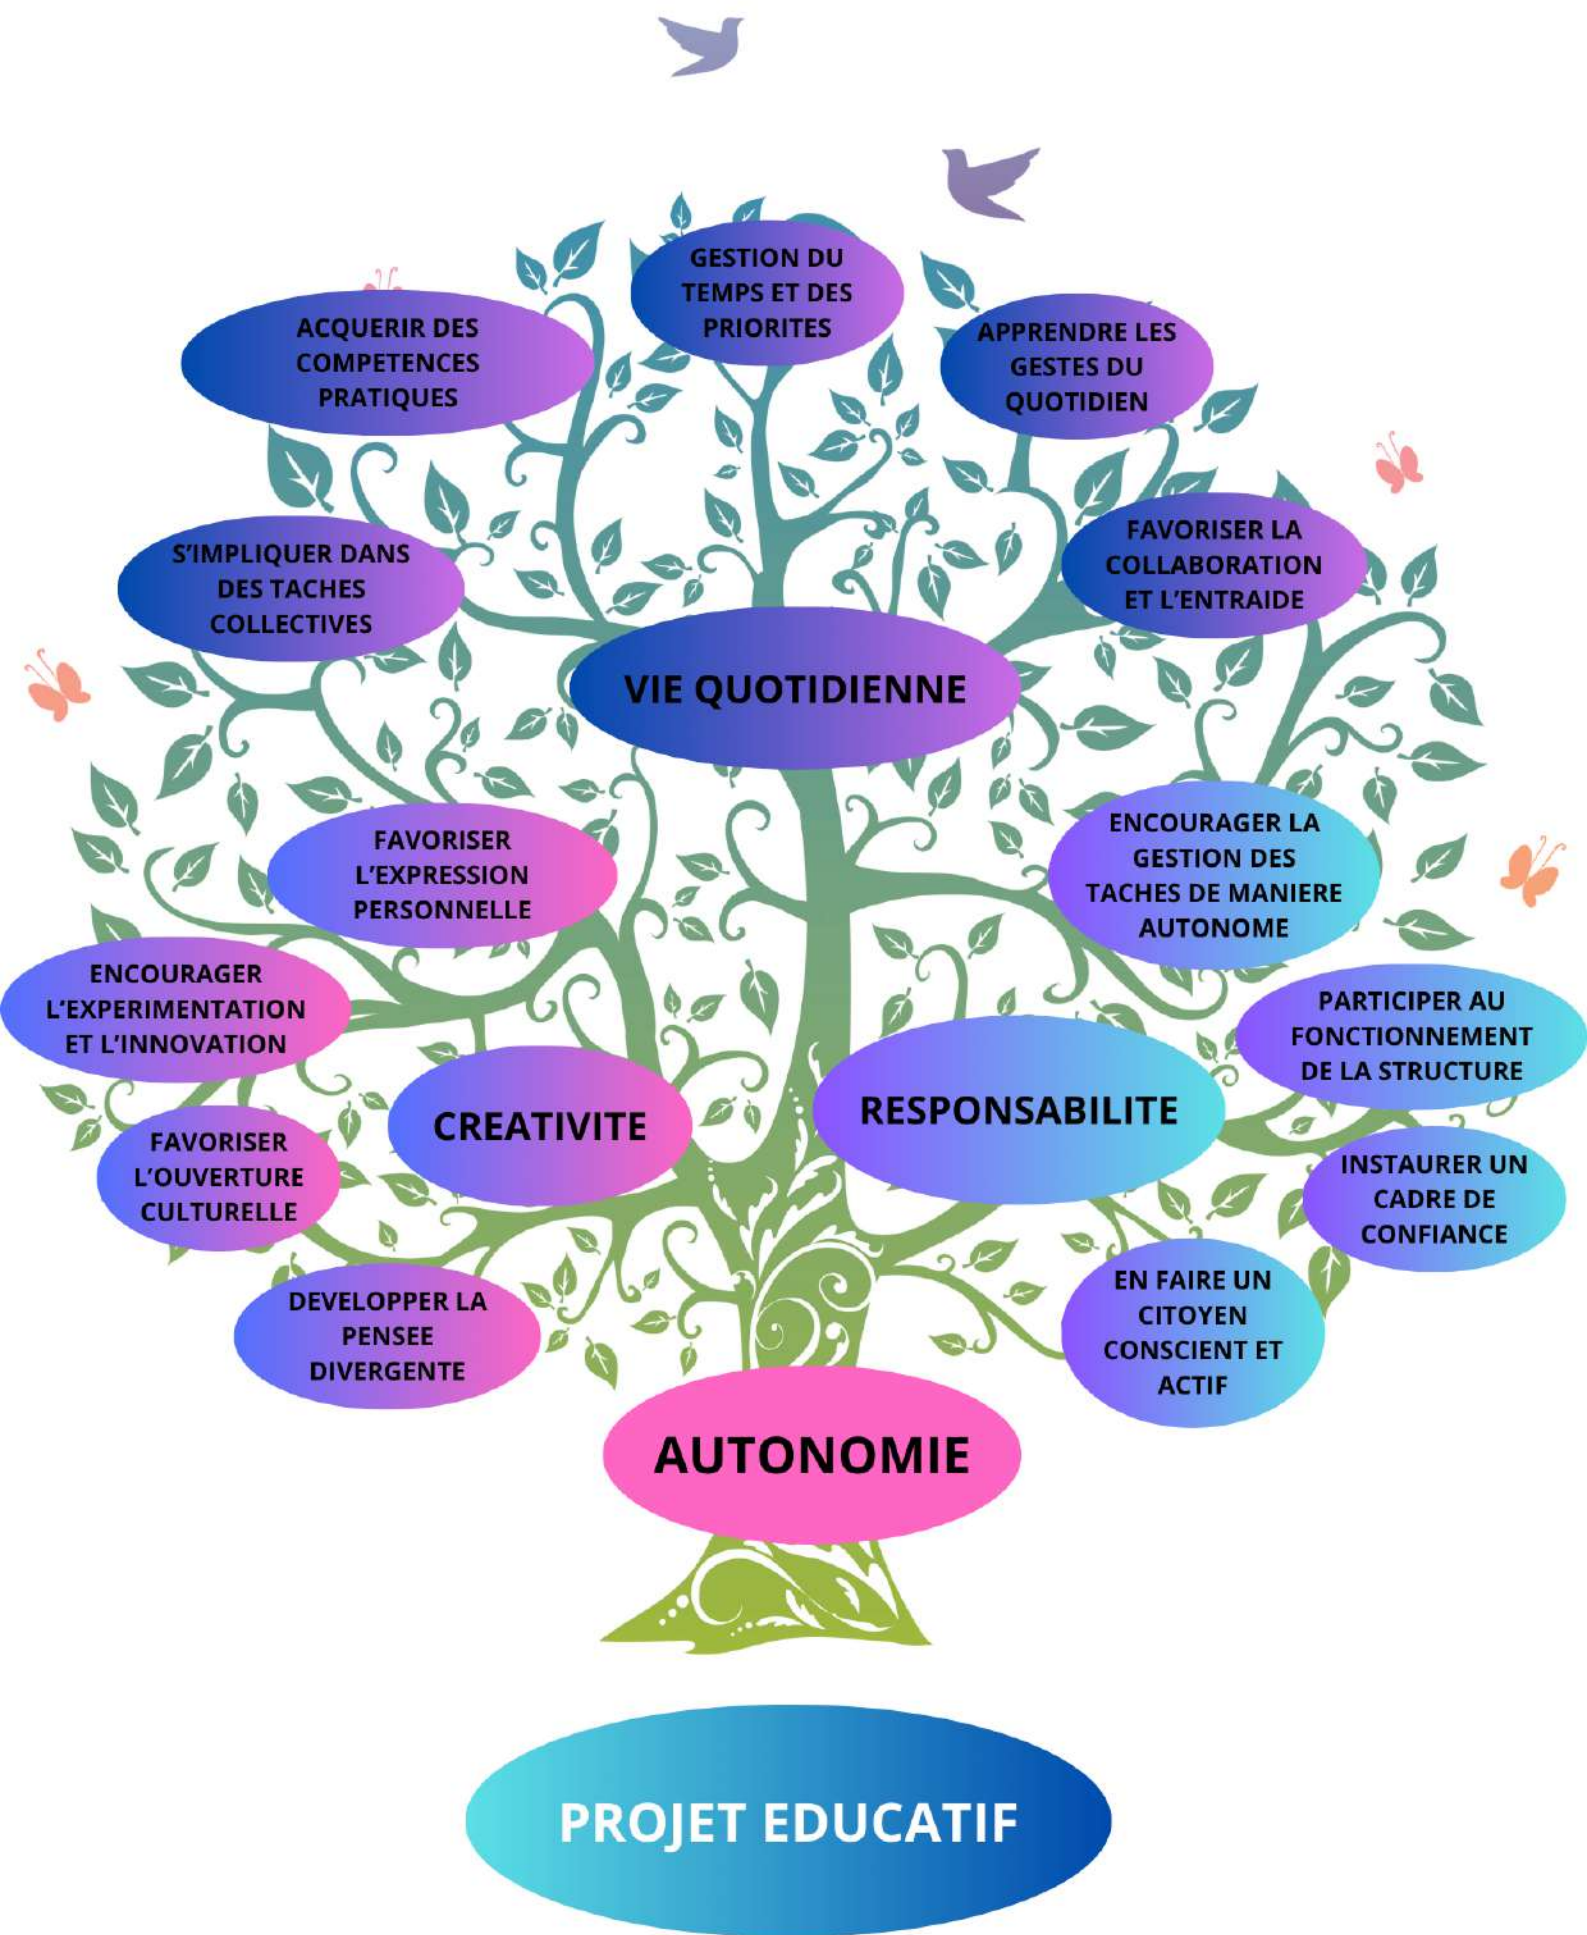 GESTION DU
TEMPS ET DES
PRIORITES
ACQUERIR DES
COMPETENCES
PRATIQUES
APPRENDRE LES
GESTES DU
QUOTIDIEN
S'IMPLIQUER DANS
DES TACHES
COLLECTIVES
FAVORISER LA
COLLABORATION
ET L'ENTRAIDE
VIE QUOTIDIENNE
FAVORISER
L'EXPRESSION
PERSONNELLE
ENCOURAGER LA
GESTION DES
TACHES DE MANIERE
AUTONOME
ENCOURAGER
L'EXPERIMENTATION
ET L'INNOVATION
PARTICIPER AU
FONCTIONNEMENT
DE LA STRUCTURE
CREATIVITE
RESPONSABILITE
FAVORISER
L'OUVERTURE
CULTURELLE
INSTAURER UN
CADRE DE
CONFIANCE
DEVELOPPER LA
PENSEE
DIVERGENTE
EN FAIRE UN
CITOYEN
CONSCIENT ET
ACTIF
AUTONOMIE
PROJET EDUCATIF